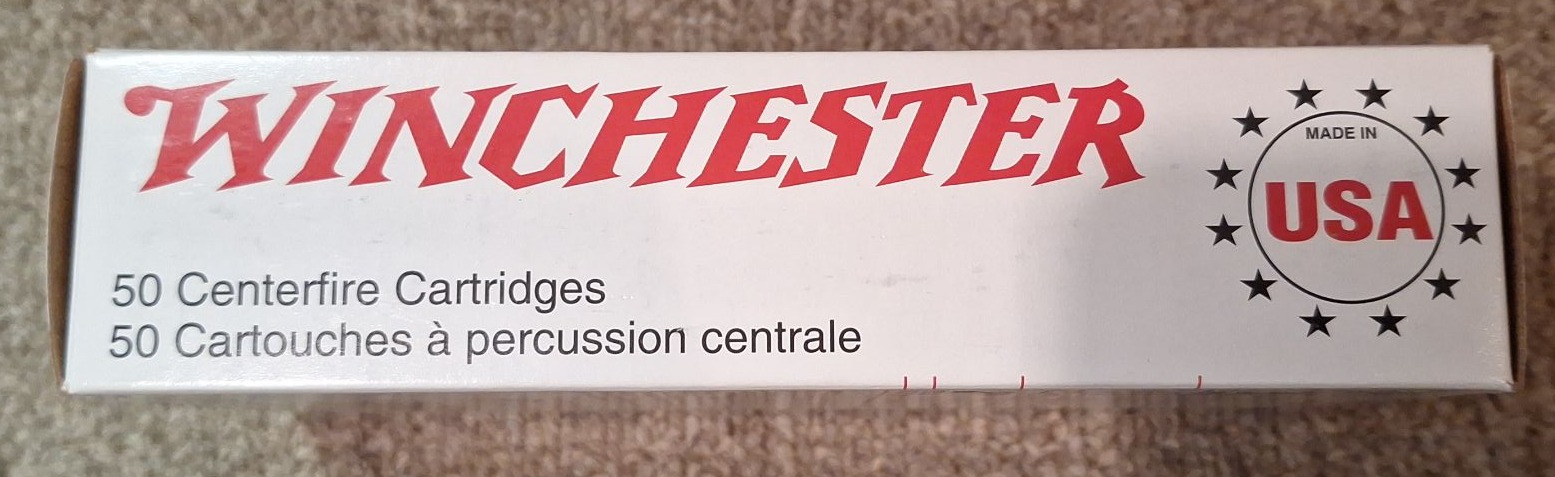 WINCHESTER
50 Centerfire Cartridges
50 Cartouches à percussion centrale
MADE IN
USA